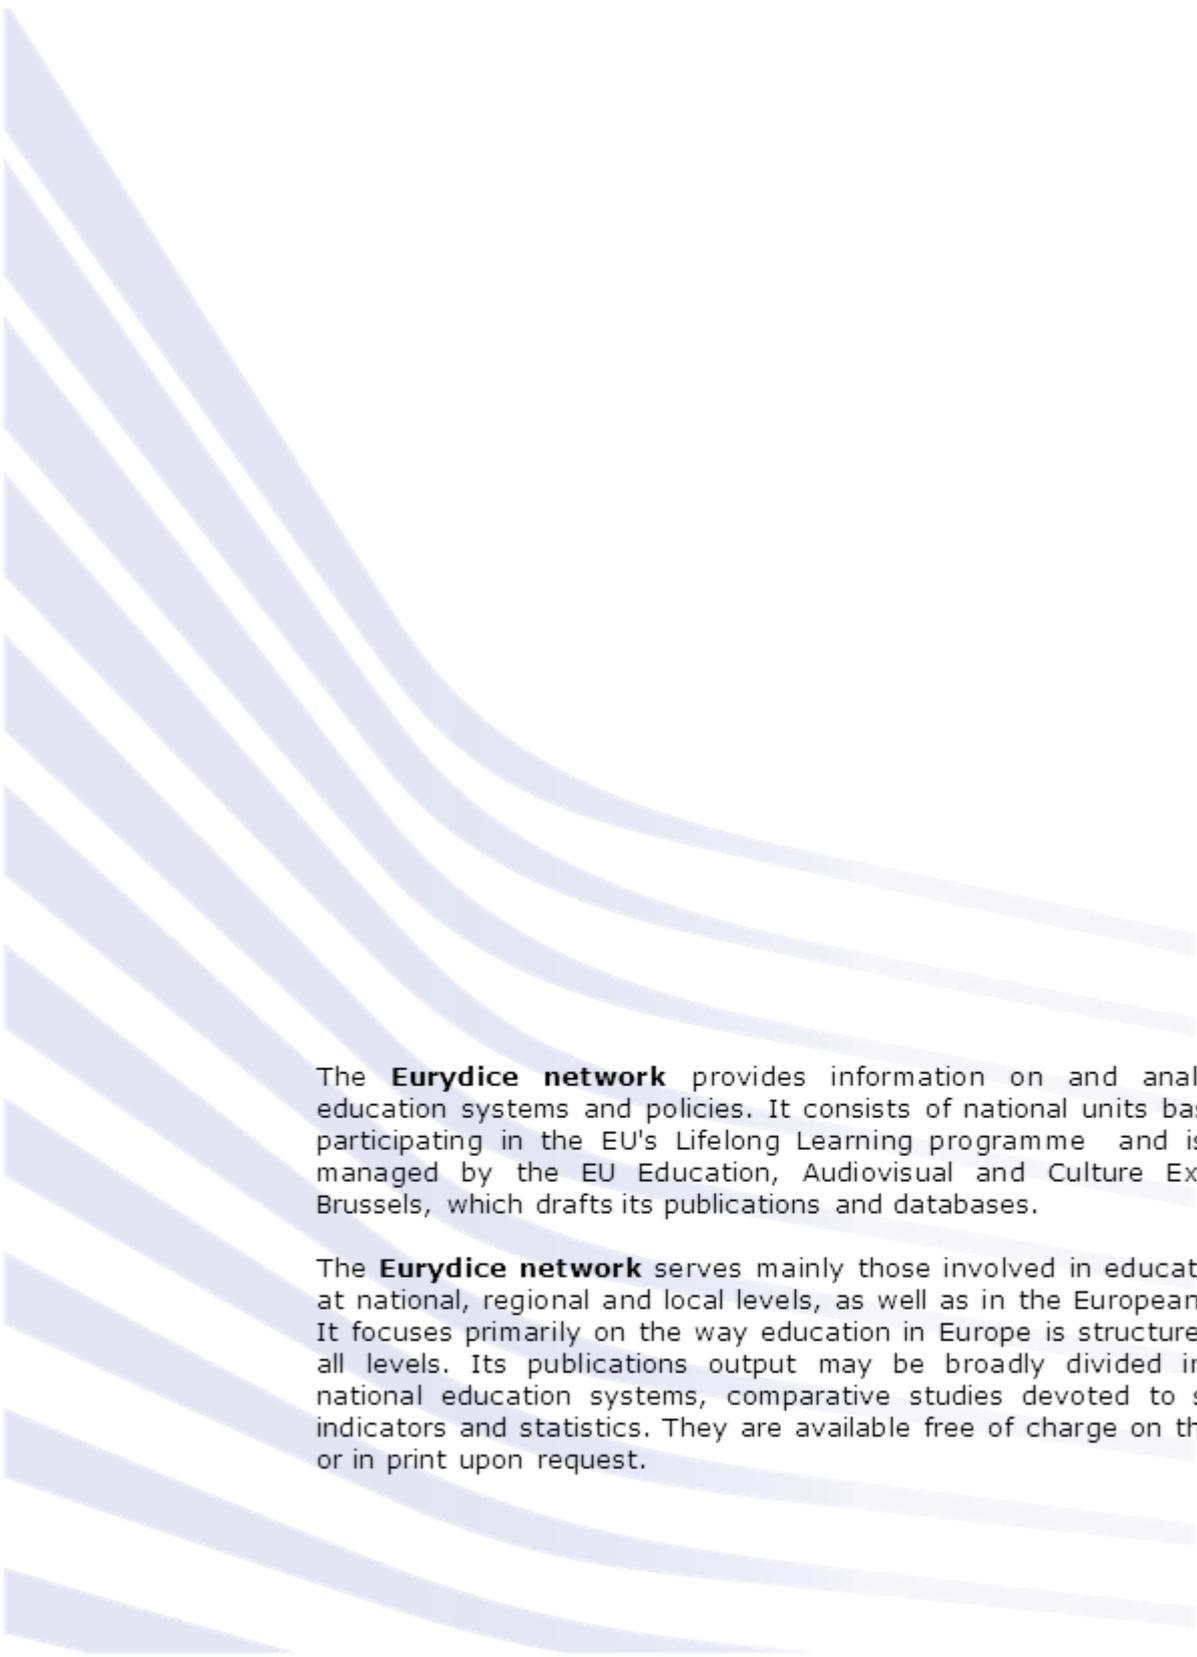 The Eurydice network provides information on and anal
education systems and policies. It consists of national units bas
participating in the EU's Lifelong Learning programme and is
managed by the EU Education, Audiovisual and Culture Ex
Brussels, which drafts its publications and databases.
The Eurydice network serves mainly those involved in educat
at national, regional and local levels, as well as in the European
It focuses primarily on the way education in Europe is structure
all levels. Its publications output may be broadly divided in
national education systems, comparative studies devoted to s
indicators and statistics. They are available free of charge on th
or in print upon request.